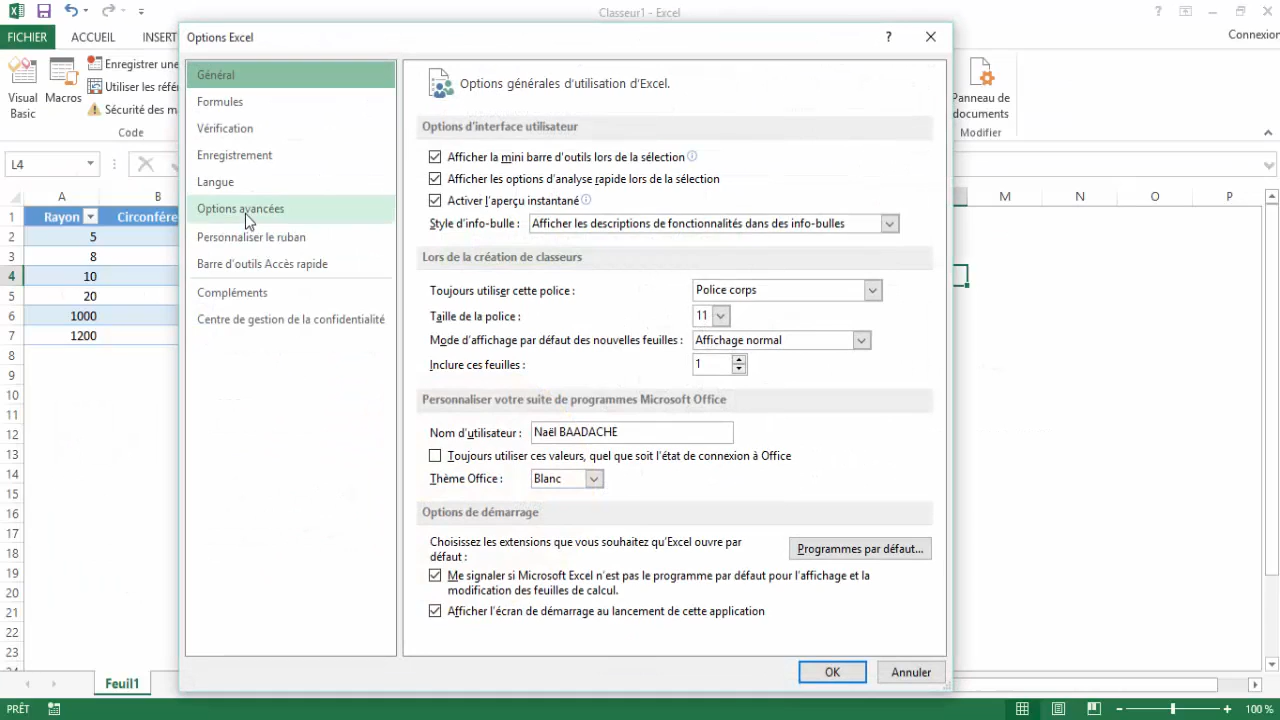 Classeur1 - Excel
Options Excel
FICHIER
ACCUEIL
INSERT
Connexion
Visual
Basic
Macros
Enregistrer une
Utiliser les réfé
Sécurité des m
Code
Panneau de
documents
Modifier
L4
A
B
M
N
O
P
1
Rayon
Circonfére
2
5
3
8
4
10
5
20
6
1000
7
1200
8
9
10
11
12
13
14
15
16
17
18
19
20
21
22
23
Général
Formules
Vérification
Enregistrement
Langue
Options avancées
Personnaliser le ruban
Barre d'outils Accès rapide
Compléments
Centre de gestion de la confidentialité
Options générales d'utilisation d'Excel.
Options d'interface utilisateur
Afficher la mini barre d'outils lors de la sélection
Afficher les options d'analyse rapide lors de la sélection
Activer l'aperçu instantané
Style d'info-bulle : Afficher les descriptions de fonctionnalités dans des info-bulles
Lors de la création de classeurs
Toujours utiliser cette police : Police corps
Taille de la police : 11
Mode d'affichage par défaut des nouvelles feuilles : Affichage normal
Inclure ces feuilles : 1
Personnaliser votre suite de programmes Microsoft Office
Nom d'utilisateur : Naël BAADACHE
Toujours utiliser ces valeurs, quel que soit l'état de connexion à Office
Thème Office : Blanc
Options de démarrage
Choisissez les extensions que vous souhaitez qu'Excel ouvre par
défaut :
Programmes par défaut...
Me signaler si Microsoft Excel n'est pas le programme par défaut pour l'affichage et la
modification des feuilles de calcul.
Afficher l'écran de démarrage au lancement de cette application
OK
Annuler
Feuil1
PRÊT
100 %